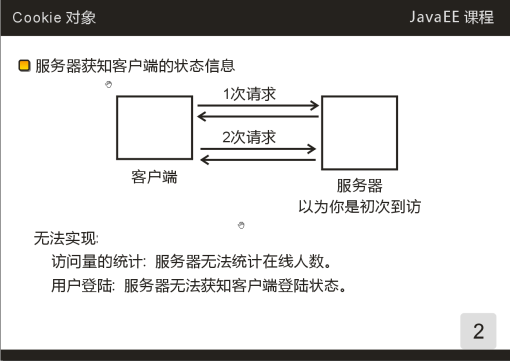 Cookie 对象
JavaEE 课程
服务器获知客户端的状态信息
1次请求
2次请求
客户端
服务器
以为你是初次到访
无法实现:
访问量的统计: 服务器无法统计在线人数。
用户登陆: 服务器无法获知客户端登陆状态。
2